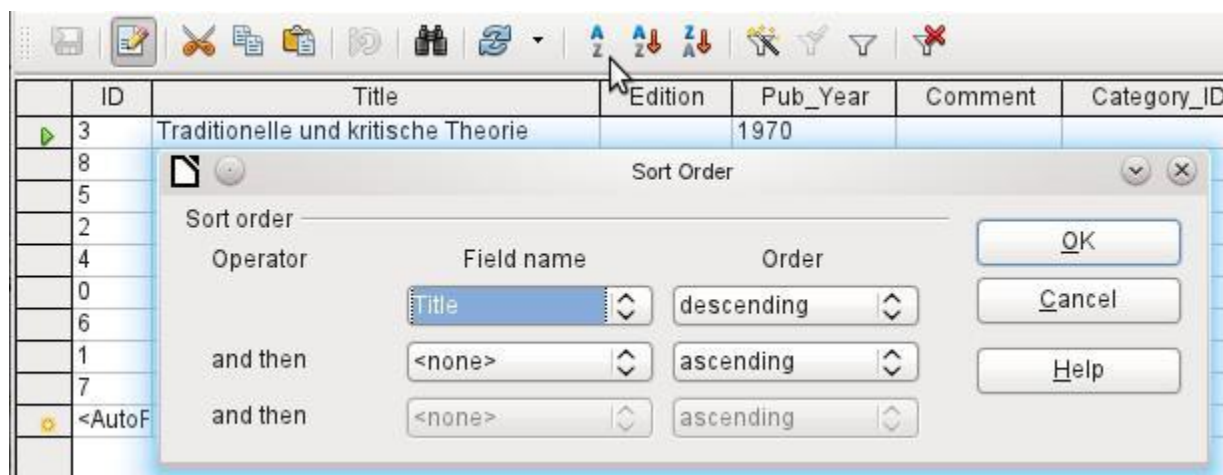 A Z A Z Z A
ID Title Edition Pub_Year Comment Category_ID
3 Traditionelle und kritische Theorie 1970
8 Sort Order
5
2 Sort order
4 Operator Field name Order OK
0 Title descending Cancel
6
1 and then <none> ascending Help
7
<AutoF and then <none> ascending